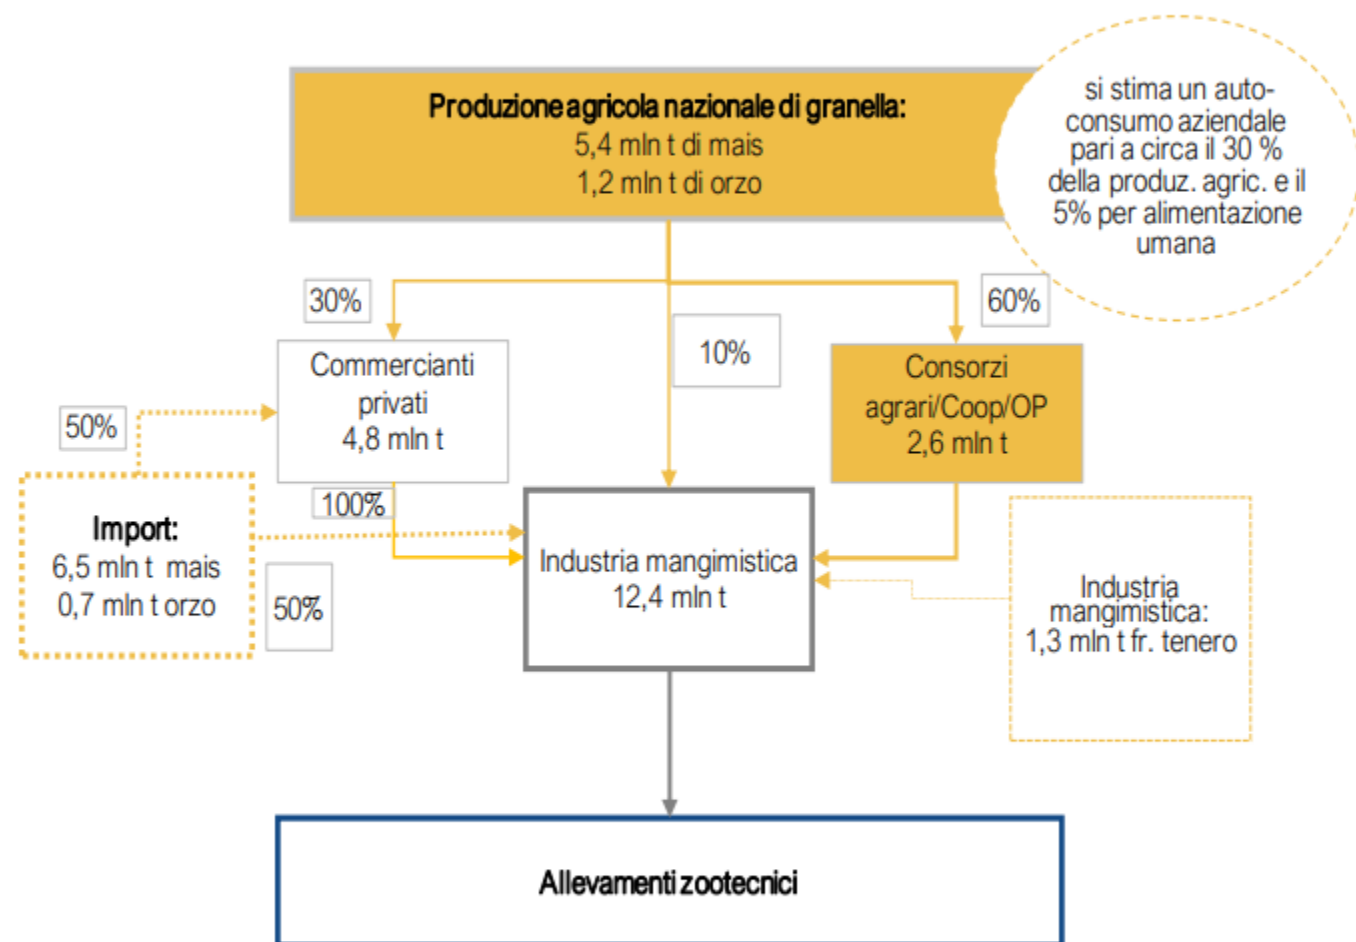 Produzione agricola nazionale di granella:
5,4 mln t di mais
1,2 mln t di orzo
si stima un auto-
consumo aziendale
pari a circa il 30 %
della produz. agric. e il
5% per alimentazione
umana
30%
10%
60%
Commercianti
privati
4,8 mln t
Consorzi
agrari/Coop/OP
2,6 mln t
50%
100%
Import:
6,5 mln t mais
0,7 mln t orzo
50%
Industria mangimistica
12,4 mln t
Industria
mangimistica:
1,3 mln t fr. tenero
Allevamenti zootecnici